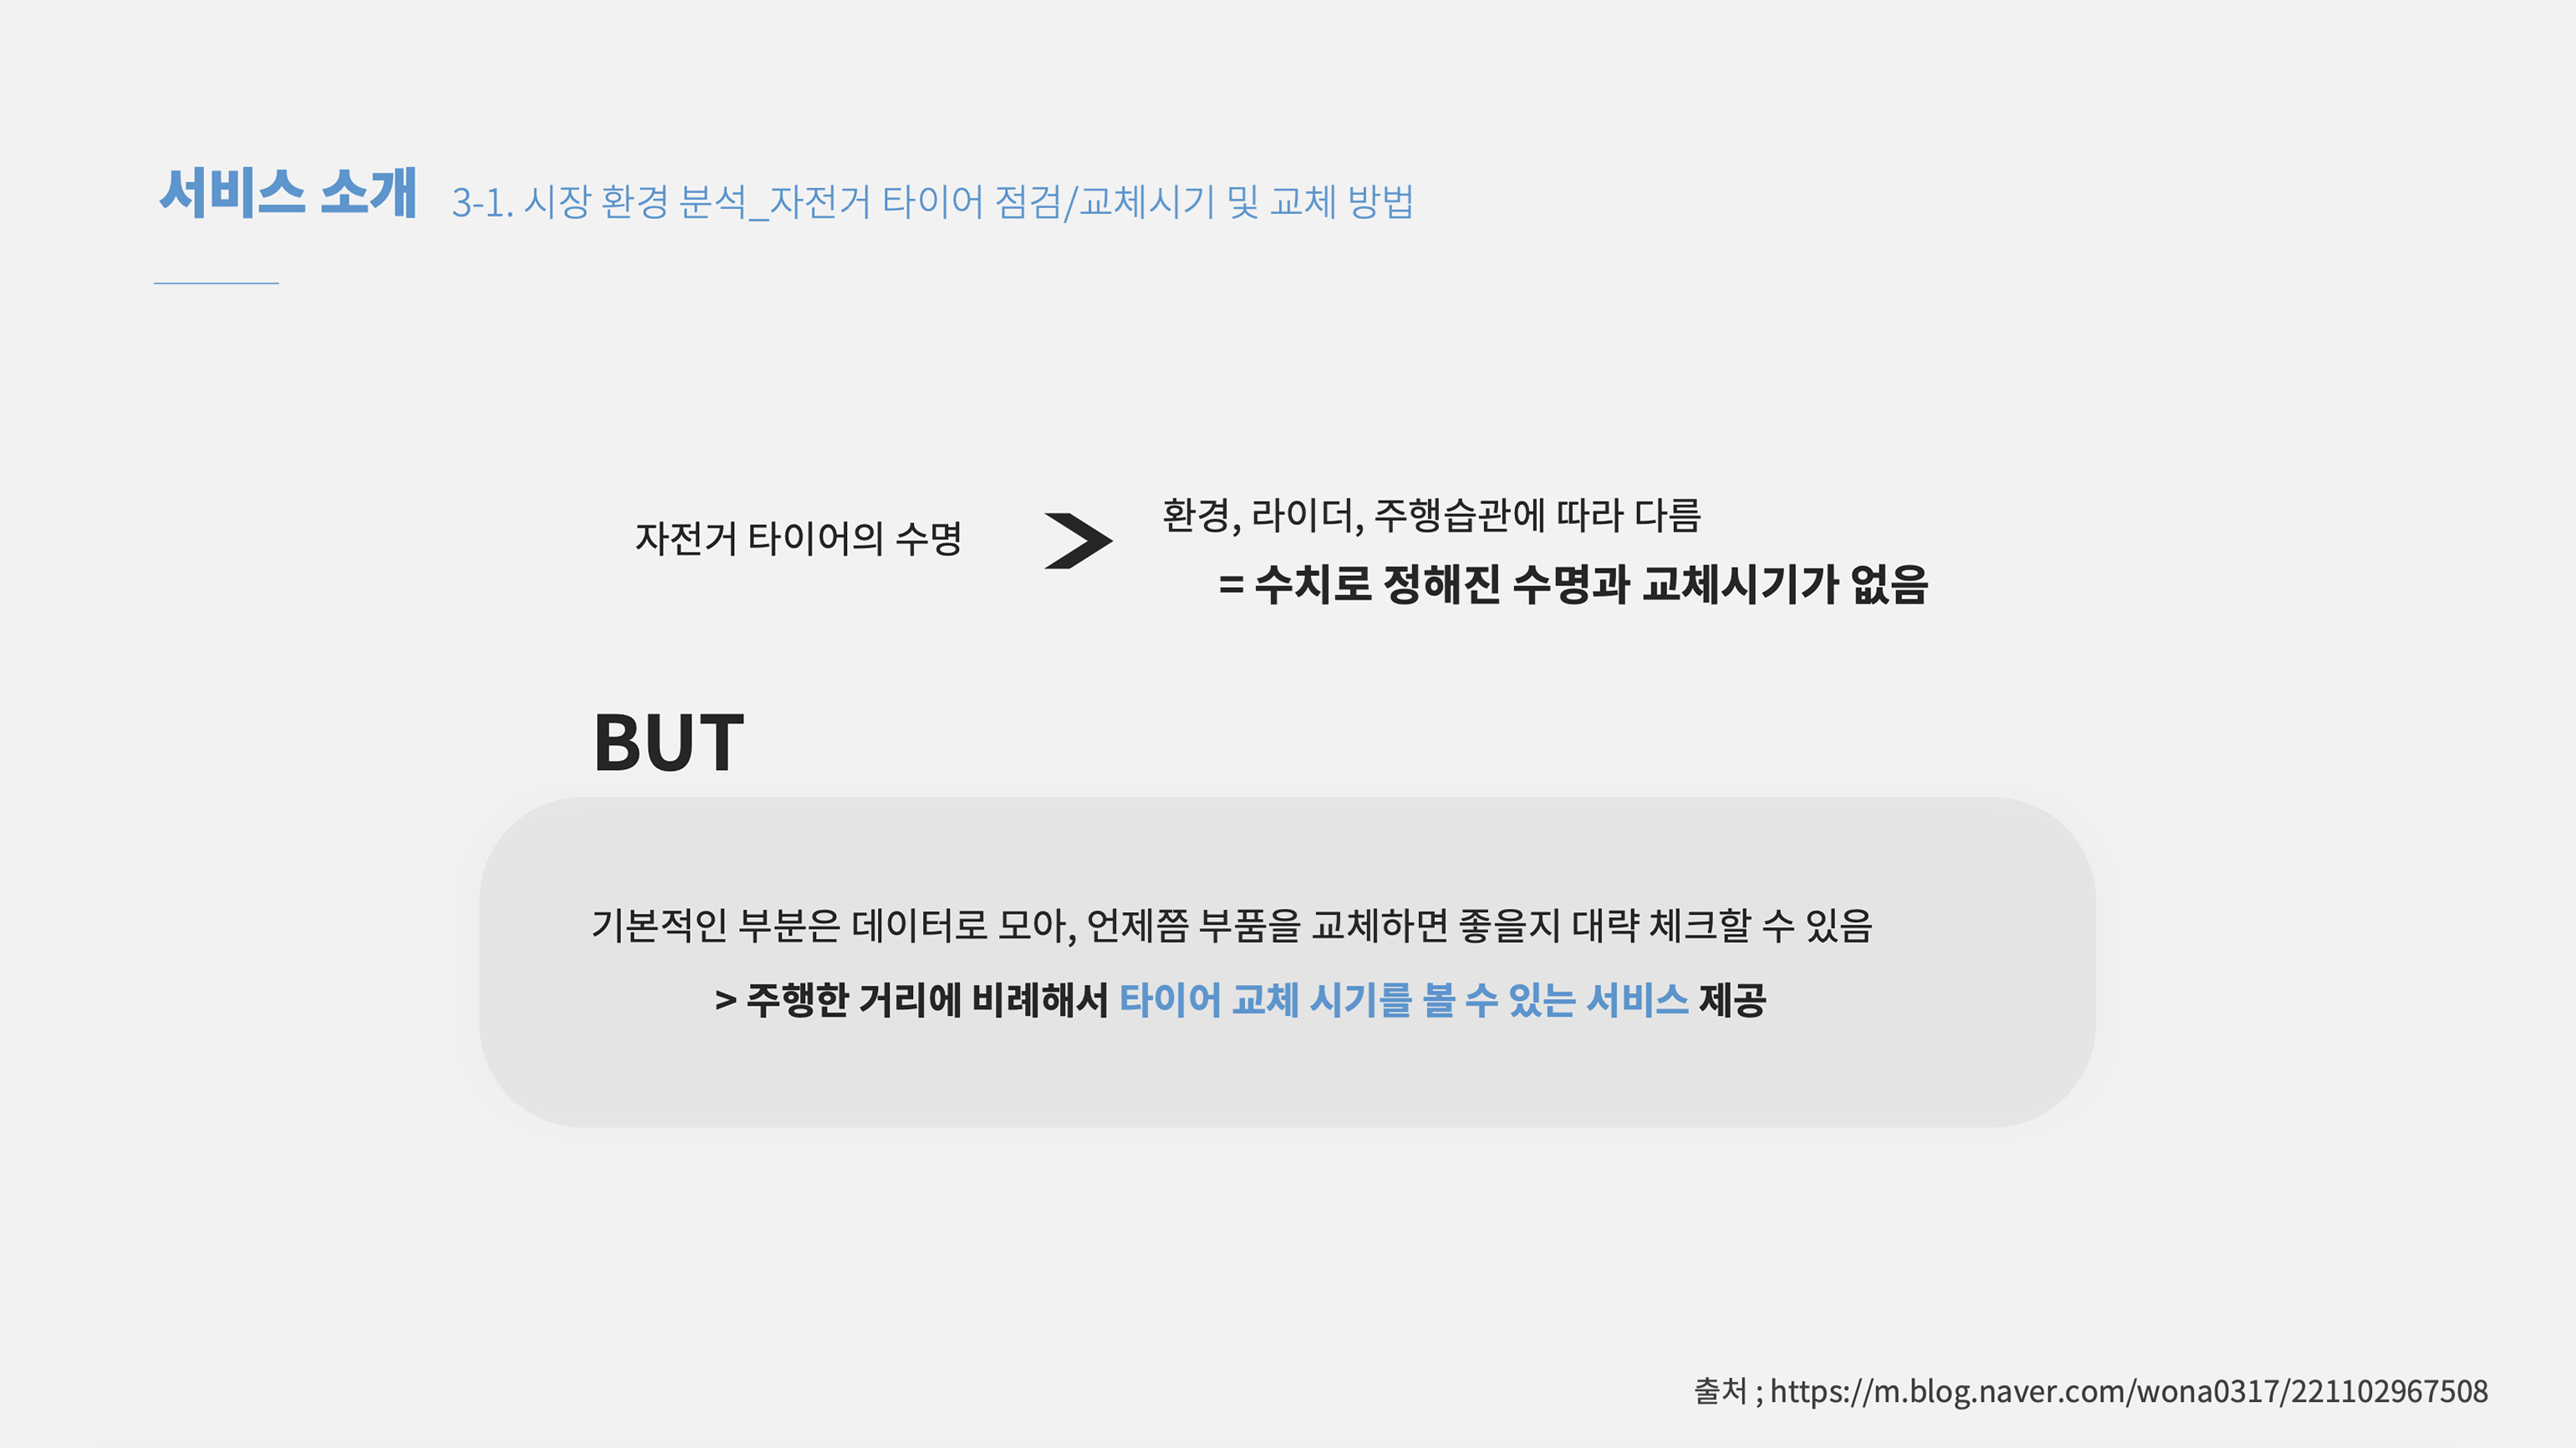 서비스 소개 3-1. 시장 환경 분석_자전거 타이어 점검/교체시기 및 교체 방법
자전거 타이어의 수명
환경, 라이더, 주행습관에 따라 다름
= 수치로 정해진 수명과 교체시기가 없음
BUT
기본적인 부분은 데이터로 모아, 언제쯤 부품을 교체하면 좋을지 대략 체크할 수 있음
> 주행한 거리에 비례해서 타이어 교체 시기를 볼 수 있는 서비스 제공
출처 ; https://m.blog.naver.com/wona0317/221102967508